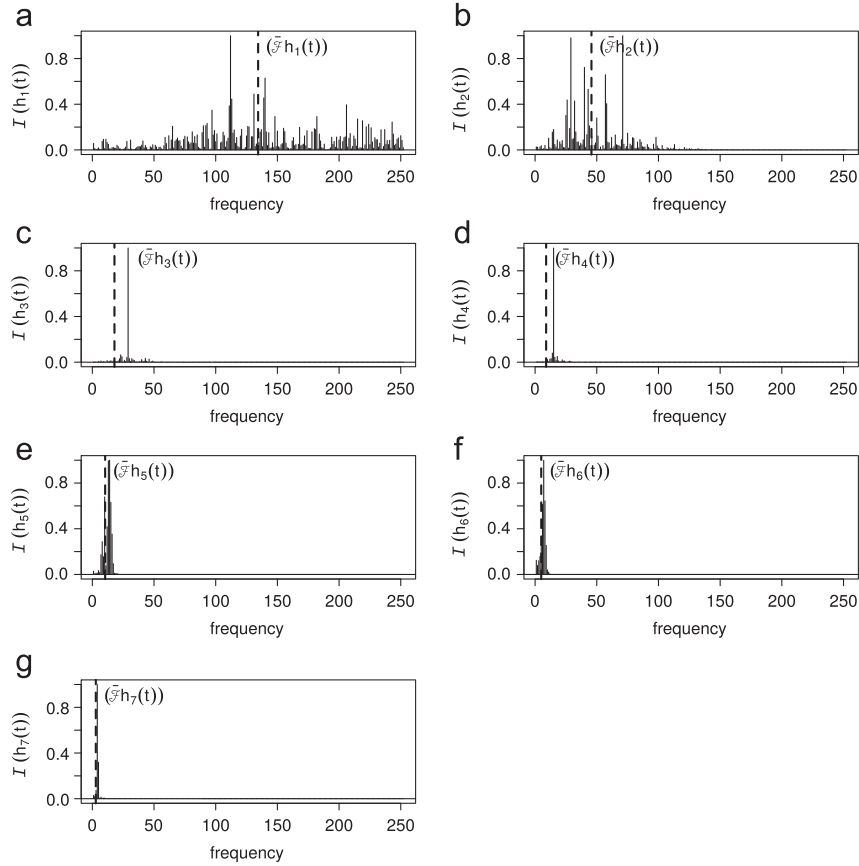 a
b
(ℱ̄h₁(t))
(ℱ̄h₂(t))
I (h₁(t))
0.8
0.4
0.0
0 50 100 150 200 250
frequency
I (h₂(t))
0.8
0.4
0.0
0 50 100 150 200 250
frequency
c
d
(ℱ̄h₃(t))
(ℱ̄h₄(t))
I (h₃(t))
0.8
0.4
0.0
0 50 100 150 200 250
frequency
I (h₄(t))
0.8
0.4
0.0
0 50 100 150 200 250
frequency
e
f
(ℱ̄h₅(t))
(ℱ̄h₆(t))
I (h₅(t))
0.8
0.4
0.0
0 50 100 150 200 250
frequency
I (h₆(t))
0.8
0.4
0.0
0 50 100 150 200 250
frequency
g
(ℱ̄h₇(t))
I (h₇(t))
0.8
0.4
0.0
0 50 100 150 200 250
frequency